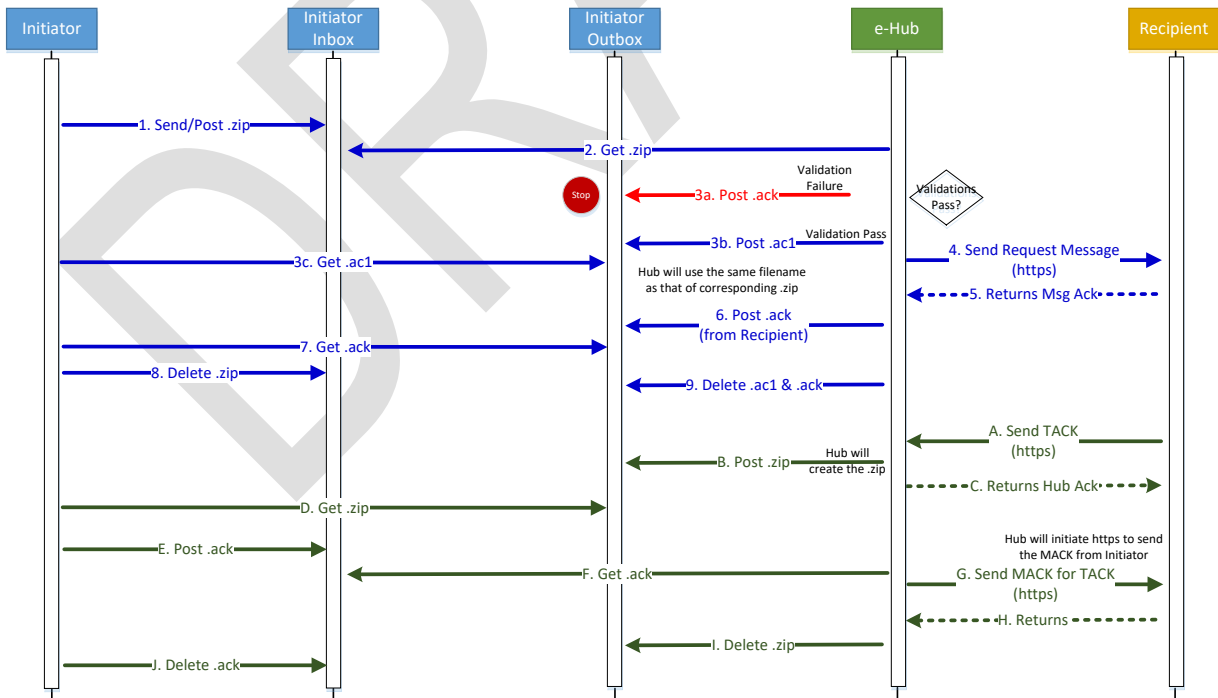 Initiator
Initiator
Inbox
Initiator
Outbox
e-Hub
Recipient
1. Send/Post .zip
2. Get .zip
Validation
Failure
Stop
3a. Post .ack
Validations
Pass?
3b. Post .ac1
Validation Pass
3c. Get .ac1
4. Send Request Message
(https)
Hub will use the same filename
as that of corresponding .zip
5. Returns Msg Ack
6. Post .ack
(from Recipient)
7. Get .ack
8. Delete .zip
9. Delete .ac1 & .ack
A. Send TACK
(https)
B. Post .zip
Hub will
create the .zip
C. Returns Hub Ack
D. Get .zip
E. Post .ack
Hub will initiate https to send
the MACK from Initiator
F. Get .ack
G. Send MACK for TACK
(https)
H. Returns
I. Delete .zip
J. Delete .ack